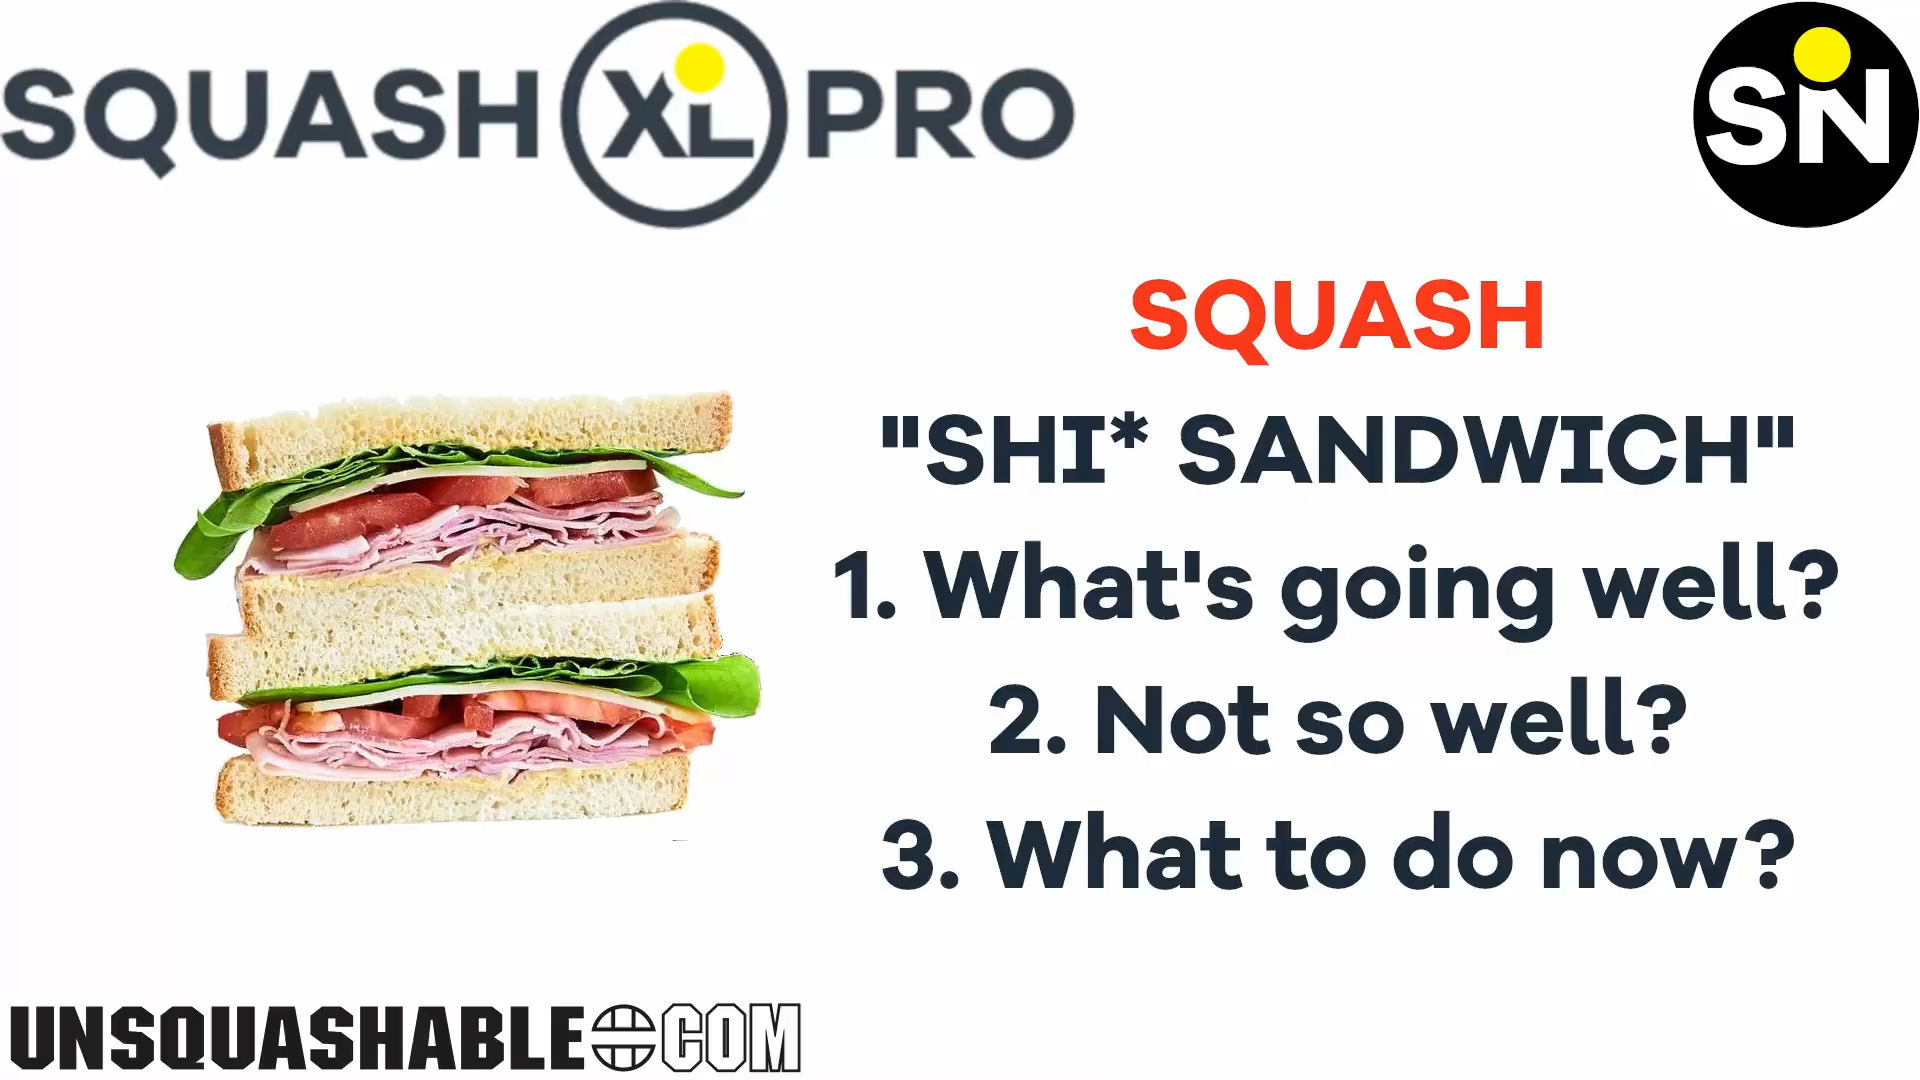 SQUASH XL PRO
SN
SQUASH
"SHI* SANDWICH"
1. What's going well?
2. Not so well?
3. What to do now?
UNSQUASHABLE COM